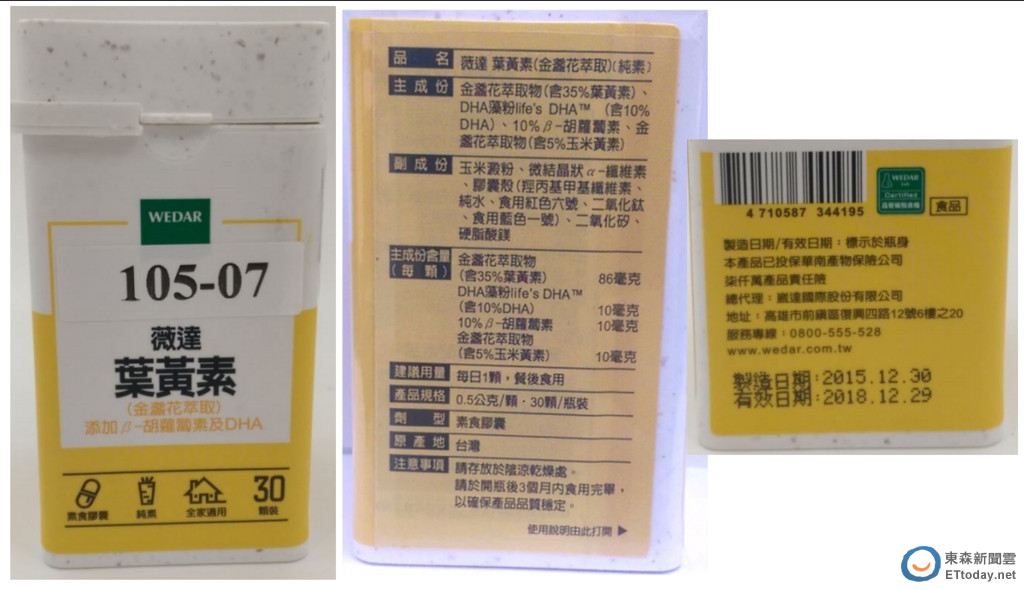 WEDAR
105-07
薇達
葉黃素
(金盞花萃取)
添加β-胡蘿蔔素及DHA
素食膠囊
純素
全家適用
30
顆裝
品名 薇達 葉黃素(金盞花萃取)(純素)
主成份 金盞花萃取物(含35%葉黃素)、
DHA藻粉life's DHA™ (含10%
DHA)、10%β-胡蘿蔔素、金
盞花萃取物(含5%玉米黃素)
副成份 玉米澱粉、微結晶狀α-纖維素
、膠囊殼(羥丙基甲基纖維素、
純水、食用紅色六號、二氧化鈦
、食用藍色一號)、二氧化矽、
硬脂酸鎂
主成份含量 金盞花萃取物
(每顆) (含35%葉黃素) 86毫克
DHA藻粉life's DHA™
(含10%DHA) 10毫克
10%β-胡蘿蔔素 10毫克
金盞花萃取物
(含5%玉米黃素) 10毫克
建議用量 每日1顆，餐後食用
產品規格 0.5公克/顆．30顆/瓶裝
劑型 素食膠囊
原產地 台灣
注意事項 請存放於陰涼乾燥處。
請於開瓶後3個月內食用完畢，
以確保產品品質穩定。
使用說明由此打開 ▶
4 710587 344195
WEDAR
Lab
Certified
食品
製造日期/有效日期：標示於瓶身
本產品已投保華南產物保險公司
柒仟萬產品責任險
總代理：崴達國際股份有限公司
地址：高雄市前鎮區復興四路12號6樓之20
服務專線：0800-555-528
www.wedar.com.tw
製造日期:2015.12.30
有效日期:2018.12.29
東森新聞雲
ETtoday.net